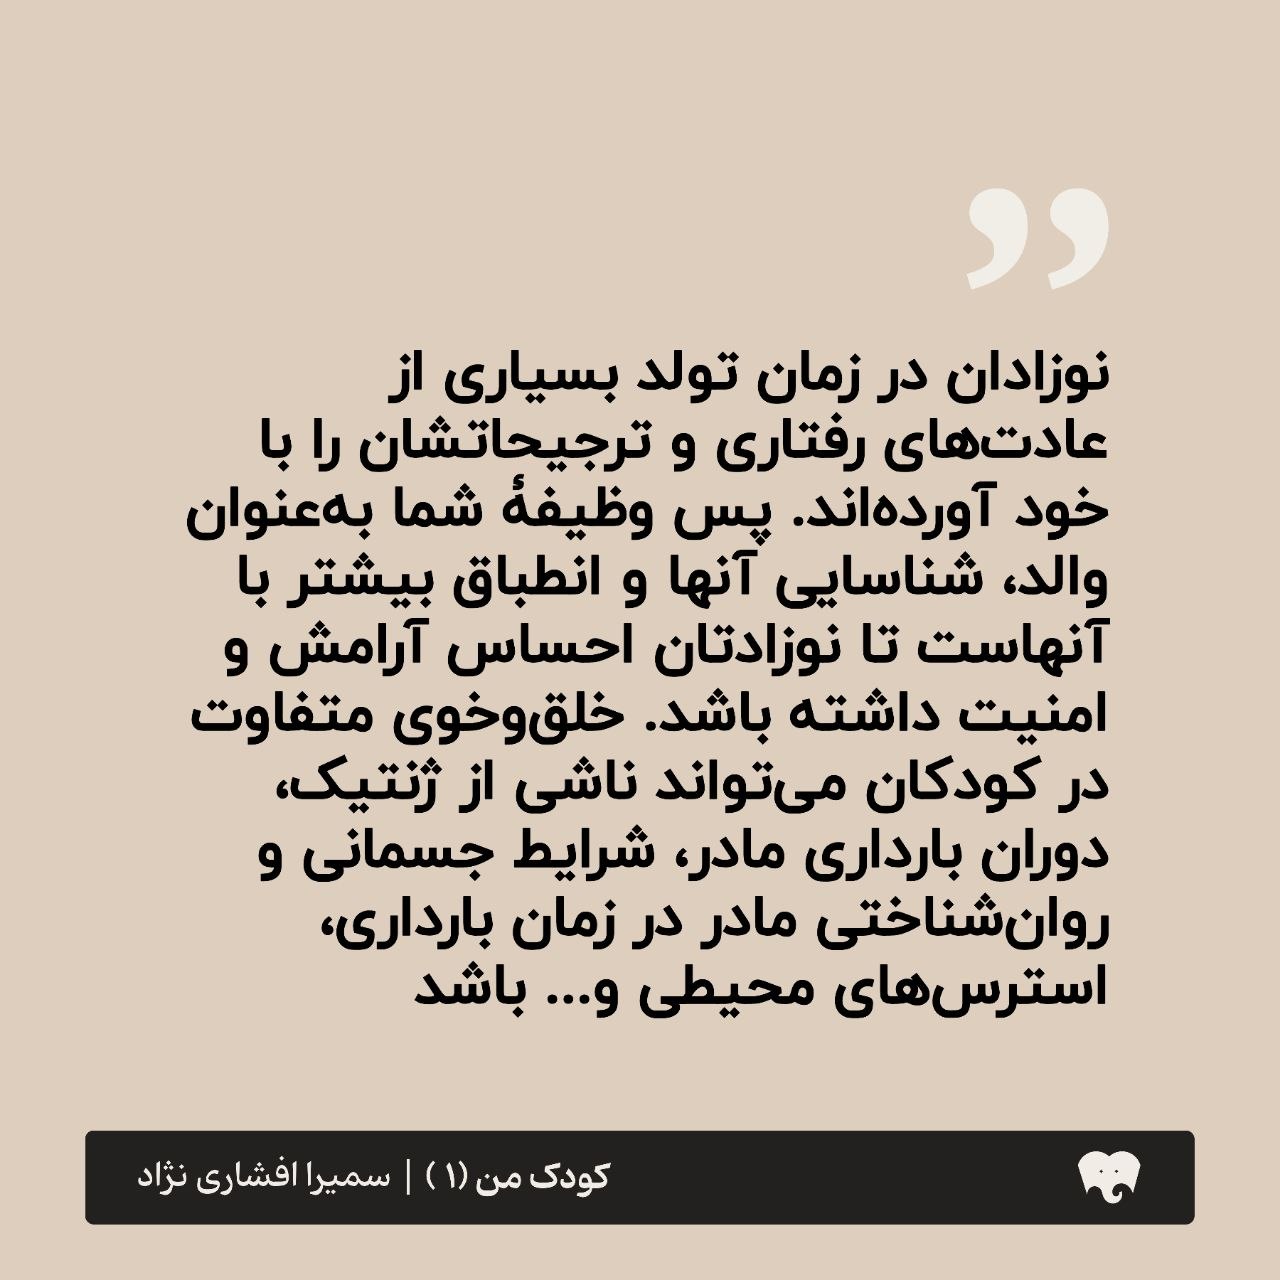 ”
نوزادان در زمان تولد بسیاری از
عادت‌های رفتاری و ترجیحاتشان را با
خود آورده‌اند. پس وظیفهٔ شما به‌عنوان
والد، شناسایی آنها و انطباق بیشتر با
آنهاست تا نوزادتان احساس آرامش و
امنیت داشته باشد. خلق‌وخوی متفاوت
در کودکان می‌تواند ناشی از ژنتیک،
دوران بارداری مادر، شرایط جسمانی و
روان‌شناختی مادر در زمان بارداری،
استرس‌های محیطی و... باشد
کودک من (۱) | سمیرا افشاری نژاد